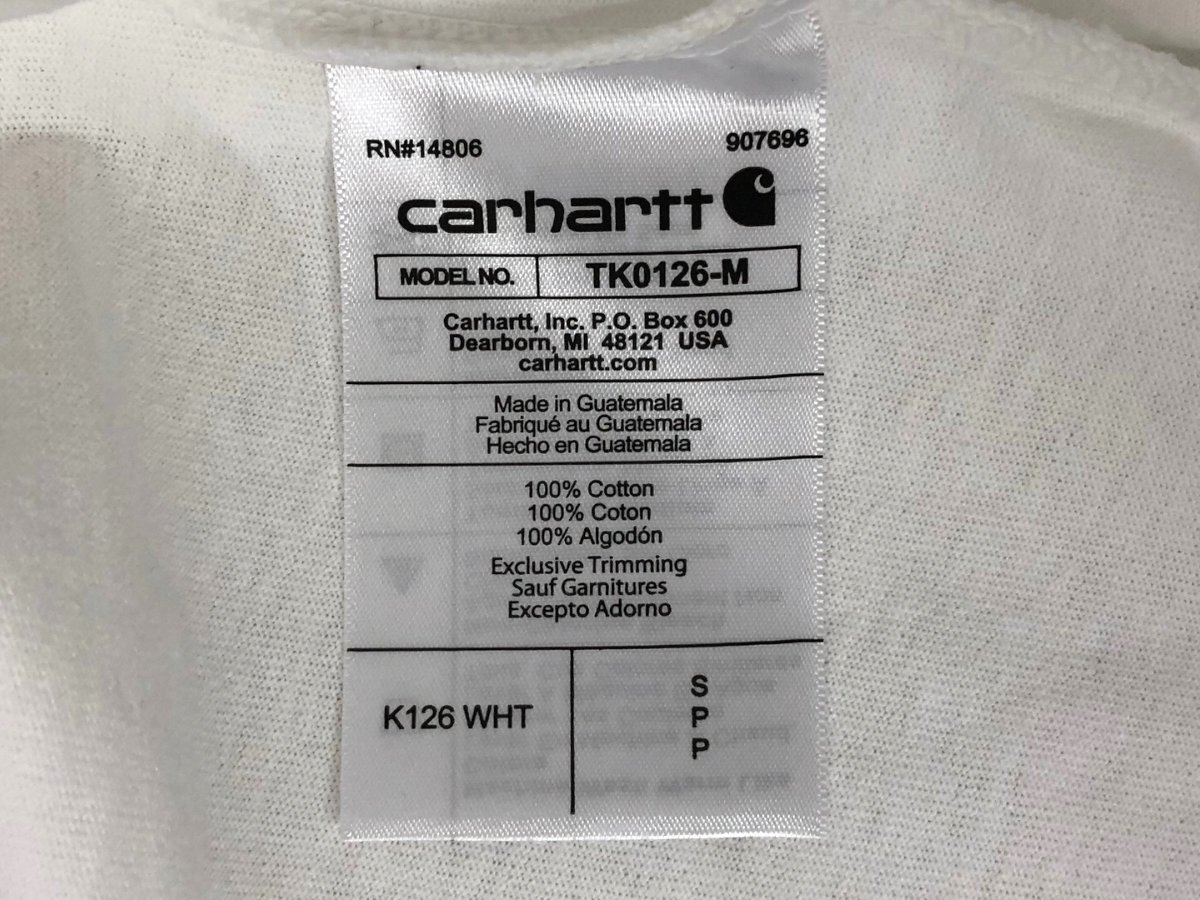 RN#14806 907696
carhartt
MODEL NO. TK0126-M
Carhartt, Inc. P.O. Box 600
Dearborn, MI 48121 USA
carhartt.com
Made in Guatemala
Fabriqué au Guatemala
Hecho en Guatemala
100% Cotton
100% Coton
100% Algodón
Exclusive Trimming
Sauf Garnitures
Excepto Adorno
K126 WHT
S
P
P